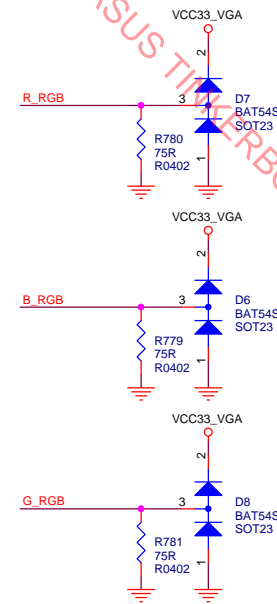 ASUS TINKERBO
VCC33_VGA
2
R_RGB
3
D7
BAT54S
SOT23
R780
75R
R0402
1
VCC33_VGA
2
B_RGB
3
D6
BAT54S
SOT23
R779
75R
R0402
1
VCC33_VGA
2
G_RGB
3
D8
BAT54S
SOT23
R781
75R
R0402
1